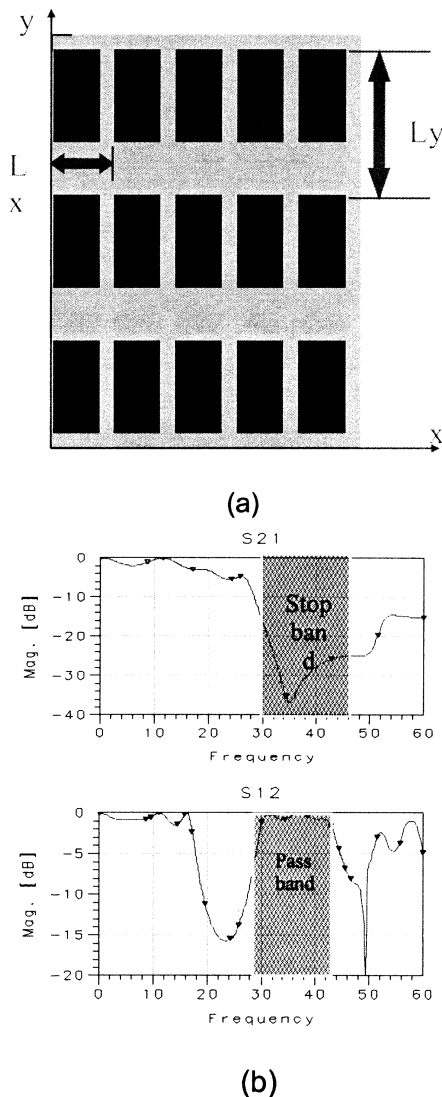 y
L
x
Ly
x
(a)
S21
Mag. [dB]
0
-10
-20
-30
-40
Stop
ban
d
0 10 20 30 40 50 60
Frequency
S12
Mag. [dB]
0
-5
-10
-15
-20
Pass
band
0 10 20 30 40 50 60
Frequency
(b)